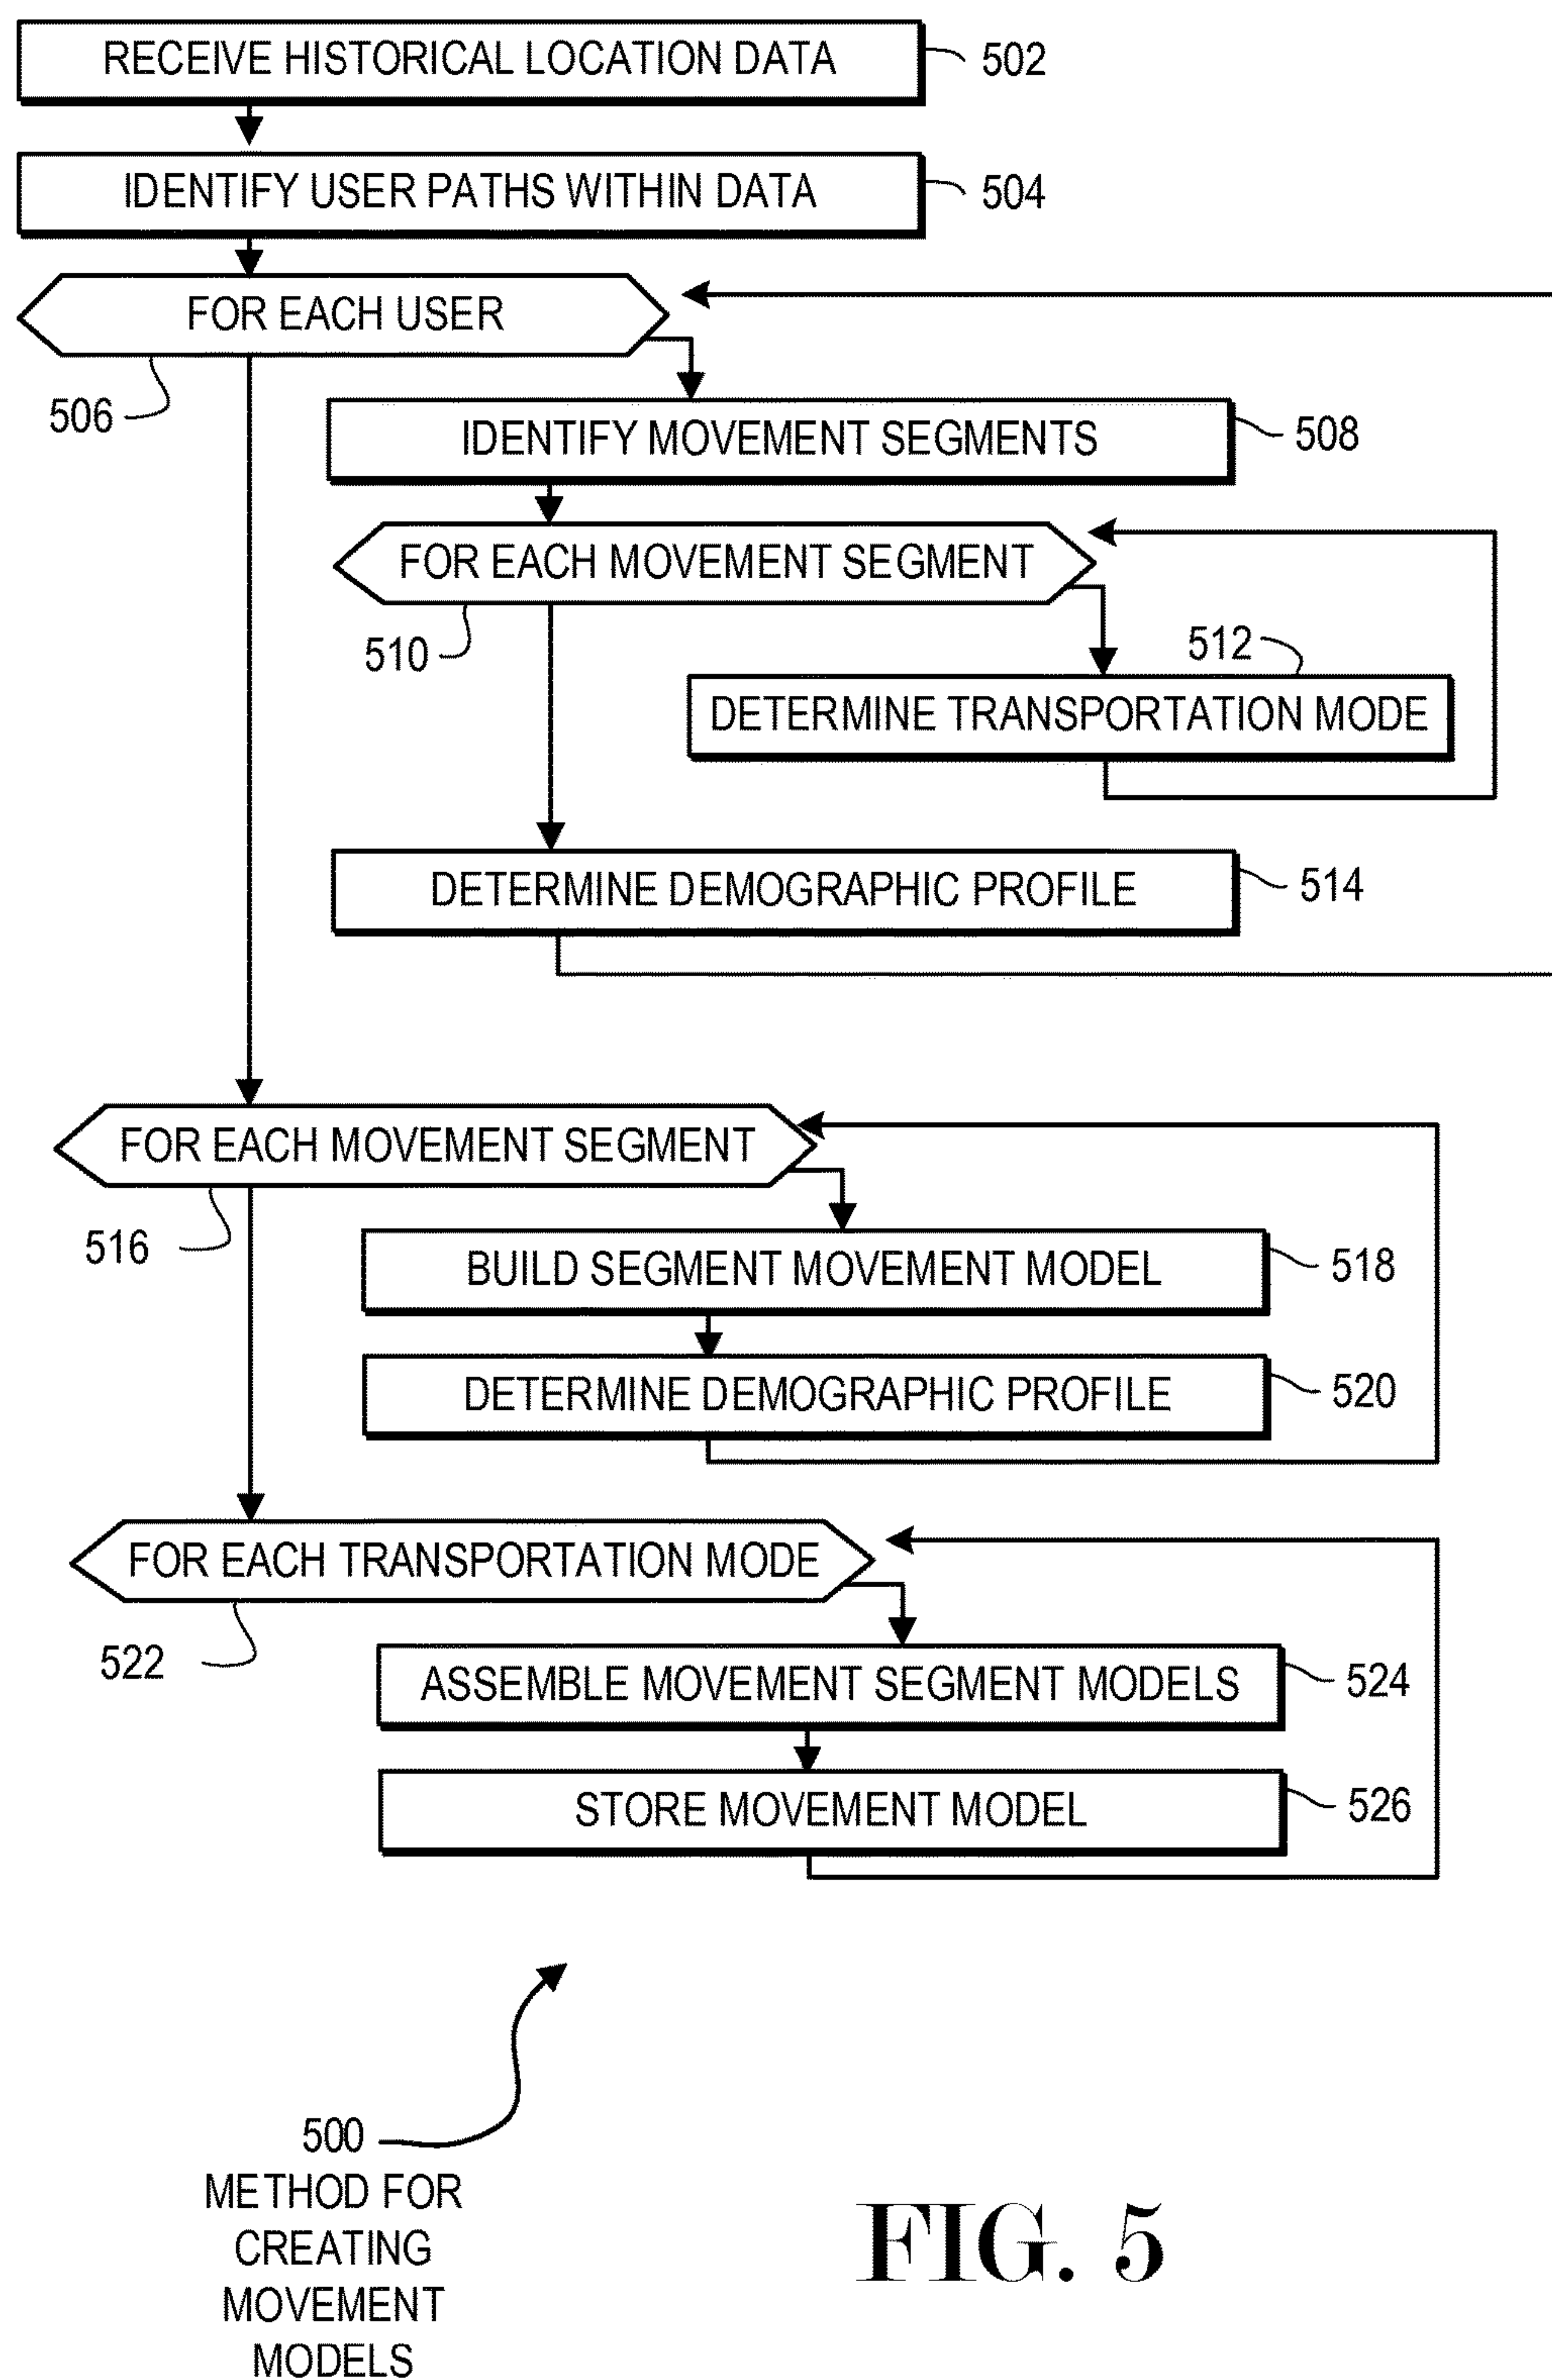 RECEIVE HISTORICAL LOCATION DATA
502
IDENTIFY USER PATHS WITHIN DATA
504
FOR EACH USER
506
IDENTIFY MOVEMENT SEGMENTS
508
FOR EACH MOVEMENT SEGMENT
510
512
DETERMINE TRANSPORTATION MODE
DETERMINE DEMOGRAPHIC PROFILE
514
FOR EACH MOVEMENT SEGMENT
516
BUILD SEGMENT MOVEMENT MODEL
518
DETERMINE DEMOGRAPHIC PROFILE
520
FOR EACH TRANSPORTATION MODE
522
ASSEMBLE MOVEMENT SEGMENT MODELS
524
STORE MOVEMENT MODEL
526
500
METHOD FOR
CREATING
MOVEMENT
MODELS
FIG. 5